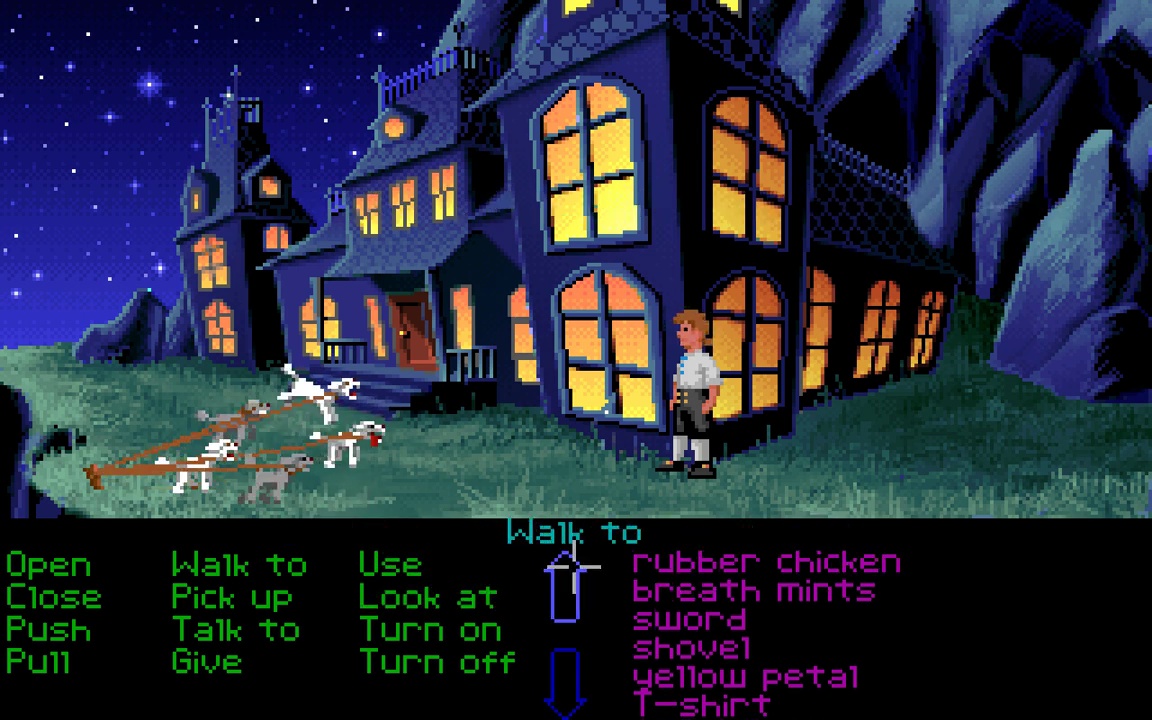 Walk to
Open Walk to Use
Close Pick up Look at
Push Talk to Turn on
Pull Give Turn off
rubber chicken
breath mints
sword
shovel
yellow petal
T-shirt